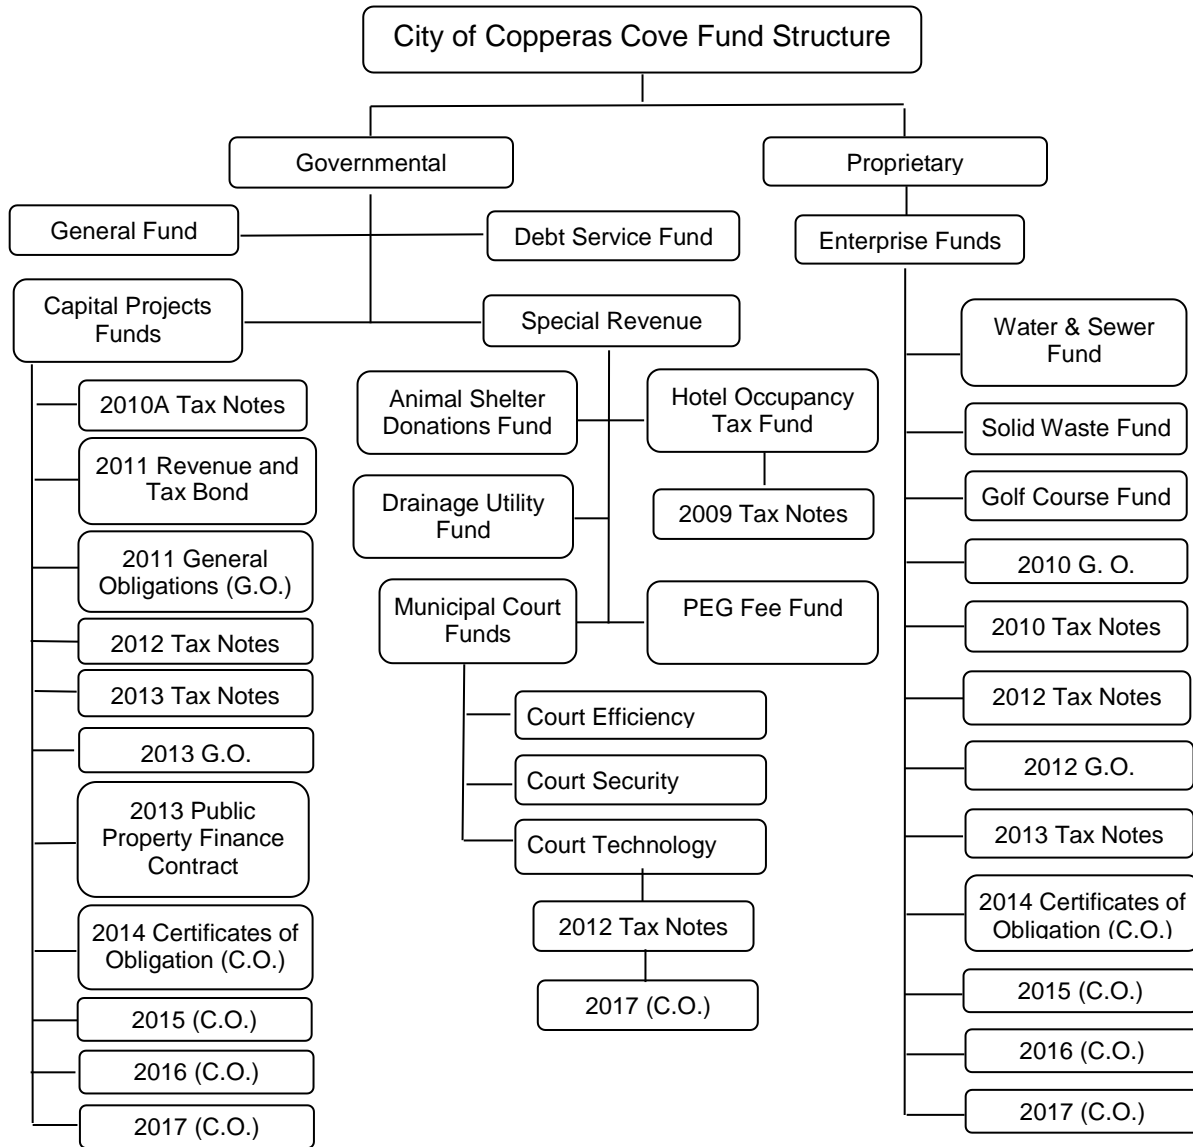 City of Copperas Cove Fund Structure
Governmental
Proprietary
General Fund
Debt Service Fund
Enterprise Funds
Capital Projects
Funds
Special Revenue
2010A Tax Notes
2011 Revenue and
Tax Bond
2011 General
Obligations (G.O.)
2012 Tax Notes
2013 Tax Notes
2013 G.O.
2013 Public
Property Finance
Contract
2014 Certificates of
Obligation (C.O.)
2015 (C.O.)
2016 (C.O.)
2017 (C.O.)
Animal Shelter
Donations Fund
Hotel Occupancy
Tax Fund
2009 Tax Notes
Drainage Utility
Fund
Municipal Court
Funds
PEG Fee Fund
Court Efficiency
Court Security
Court Technology
2012 Tax Notes
2017 (C.O.)
Water & Sewer
Fund
Solid Waste Fund
Golf Course Fund
2010 G. O.
2010 Tax Notes
2012 Tax Notes
2012 G.O.
2013 Tax Notes
2014 Certificates of
Obligation (C.O.)
2015 (C.O.)
2016 (C.O.)
2017 (C.O.)